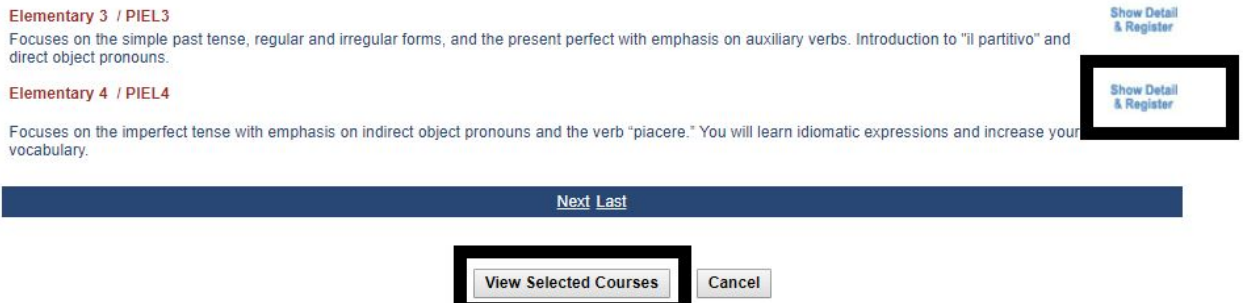 Elementary 3 / PIEL3
Show Detail
& Register
Focuses on the simple past tense, regular and irregular forms, and the present perfect with emphasis on auxiliary verbs. Introduction to "il partitivo" and
direct object pronouns.
Elementary 4 / PIEL4
Show Detail
& Register
Focuses on the imperfect tense with emphasis on indirect object pronouns and the verb “piacere.” You will learn idiomatic expressions and increase your
vocabulary.
Next Last
View Selected Courses Cancel